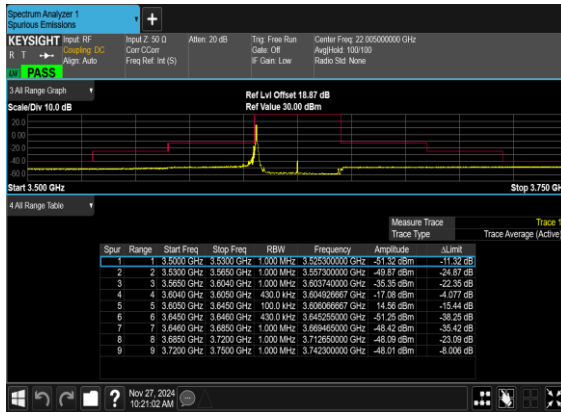 Spectrum Analyzer 1
Spurious Emissions
KEYSIGHT Input: RF Input Z: 50 Ω Atten: 20 dB Trig: Free Run Center Freq: 22.005000000 GHz
R T Coupling: DC Corr CCorr Gate: Off Avg|Hold: 100/100
Align: Auto Freq Ref: Int (S) IF Gain: Low Radio Std: None
PASS
3 All Range Graph
Ref Lvl Offset 18.87 dB
Scale/Div 10.0 dB Ref Value 30.00 dBm
20.0
0.00
-20.0
-40.0
-60.0
Start 3.500 GHz Stop 3.750 GH
4 All Range Table
Measure Trace Trace 1
Trace Type Trace Average (Active)
Spur Range Start Freq Stop Freq RBW Frequency Amplitude ΔLimit
1 1 3.5000 GHz 3.5300 GHz 1.000 MHz 3.525300000 GHz -51.32 dBm -11.32 dB
2 2 3.5300 GHz 3.5650 GHz 1.000 MHz 3.557300000 GHz -49.87 dBm -24.87 dB
3 3 3.5650 GHz 3.6040 GHz 1.000 MHz 3.603740000 GHz -35.35 dBm -22.35 dB
4 4 3.6040 GHz 3.6050 GHz 430.0 kHz 3.604926667 GHz -17.08 dBm -4.077 dB
5 5 3.6050 GHz 3.6450 GHz 100.0 kHz 3.606066667 GHz 14.56 dBm -15.44 dB
6 6 3.6450 GHz 3.6460 GHz 430.0 kHz 3.645255000 GHz -51.25 dBm -38.25 dB
7 7 3.6460 GHz 3.6850 GHz 1.000 MHz 3.669465000 GHz -48.42 dBm -35.42 dB
8 8 3.6850 GHz 3.7200 GHz 1.000 MHz 3.712650000 GHz -48.09 dBm -23.09 dB
9 9 3.7200 GHz 3.7500 GHz 1.000 MHz 3.742300000 GHz -48.01 dBm -8.006 dB
Nov 27, 2024
10:21:02 AM